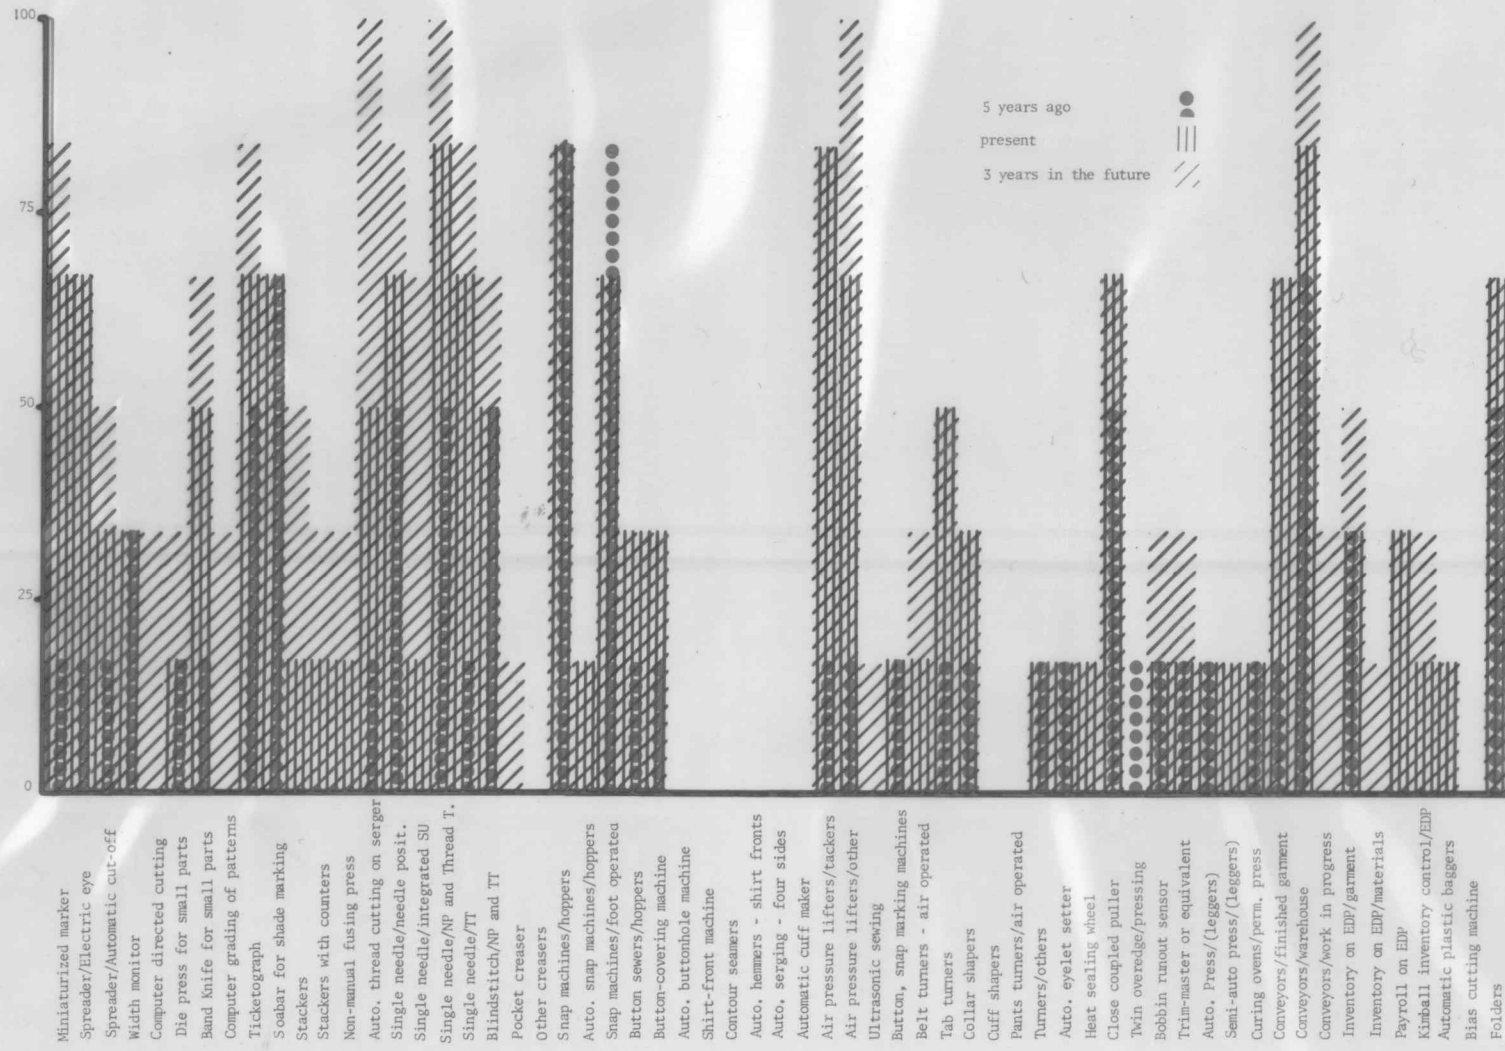 100
75
50
25
0
5 years ago
present
3 years in the future
Miniaturized marker
Spreader/Electric eye
Spreader/Automatic cut-off
Width monitor
Computer directed cutting
Die press for small parts
Band Knife for small parts
Computer grading of patterns
Ticketograph
Soabar for shade marking
Stackers
Stackers with counters
Non-manual fusing press
Auto. thread cutting on serger
Single needle/needle posit.
Single needle/integrated SU
Single needle/NP and Thread T.
Single needle/TT
Blindstitch/NP and TT
Pocket creaser
Other creasers
Snap machines/hoppers
Auto. snap machines/hoppers
Snap machines/foot operated
Button sewers/hoppers
Button-covering machine
Auto. buttonhole machine
Shirt-front machine
Contour seamers
Auto. hemmers - shirt fronts
Auto. serging - four sides
Automatic cuff maker
Air pressure lifters/tackers
Air pressure lifters/other
Ultrasonic sewing
Button, snap marking machines
Belt turners - air operated
Tab turners
Collar shapers
Cuff shapers
Pants turners/air operated
Turners/others
Auto. eyelet setter
Heat sealing wheel
Close coupled puller
Twin overedge/pressing
Bobbin runout sensor
Trim-master or equivalent
Auto. Press/(leggers)
Semi-auto press/(leggers)
Curing ovens/perm. press
Conveyors/finished garment
Conveyors/warehouse
Conveyors/work in progress
Inventory on EDP/garment
Inventory on EDP/materials
Payroll on EDP
Kimball inventory control/EDP
Automatic plastic baggers
Bias cutting machine
Folders